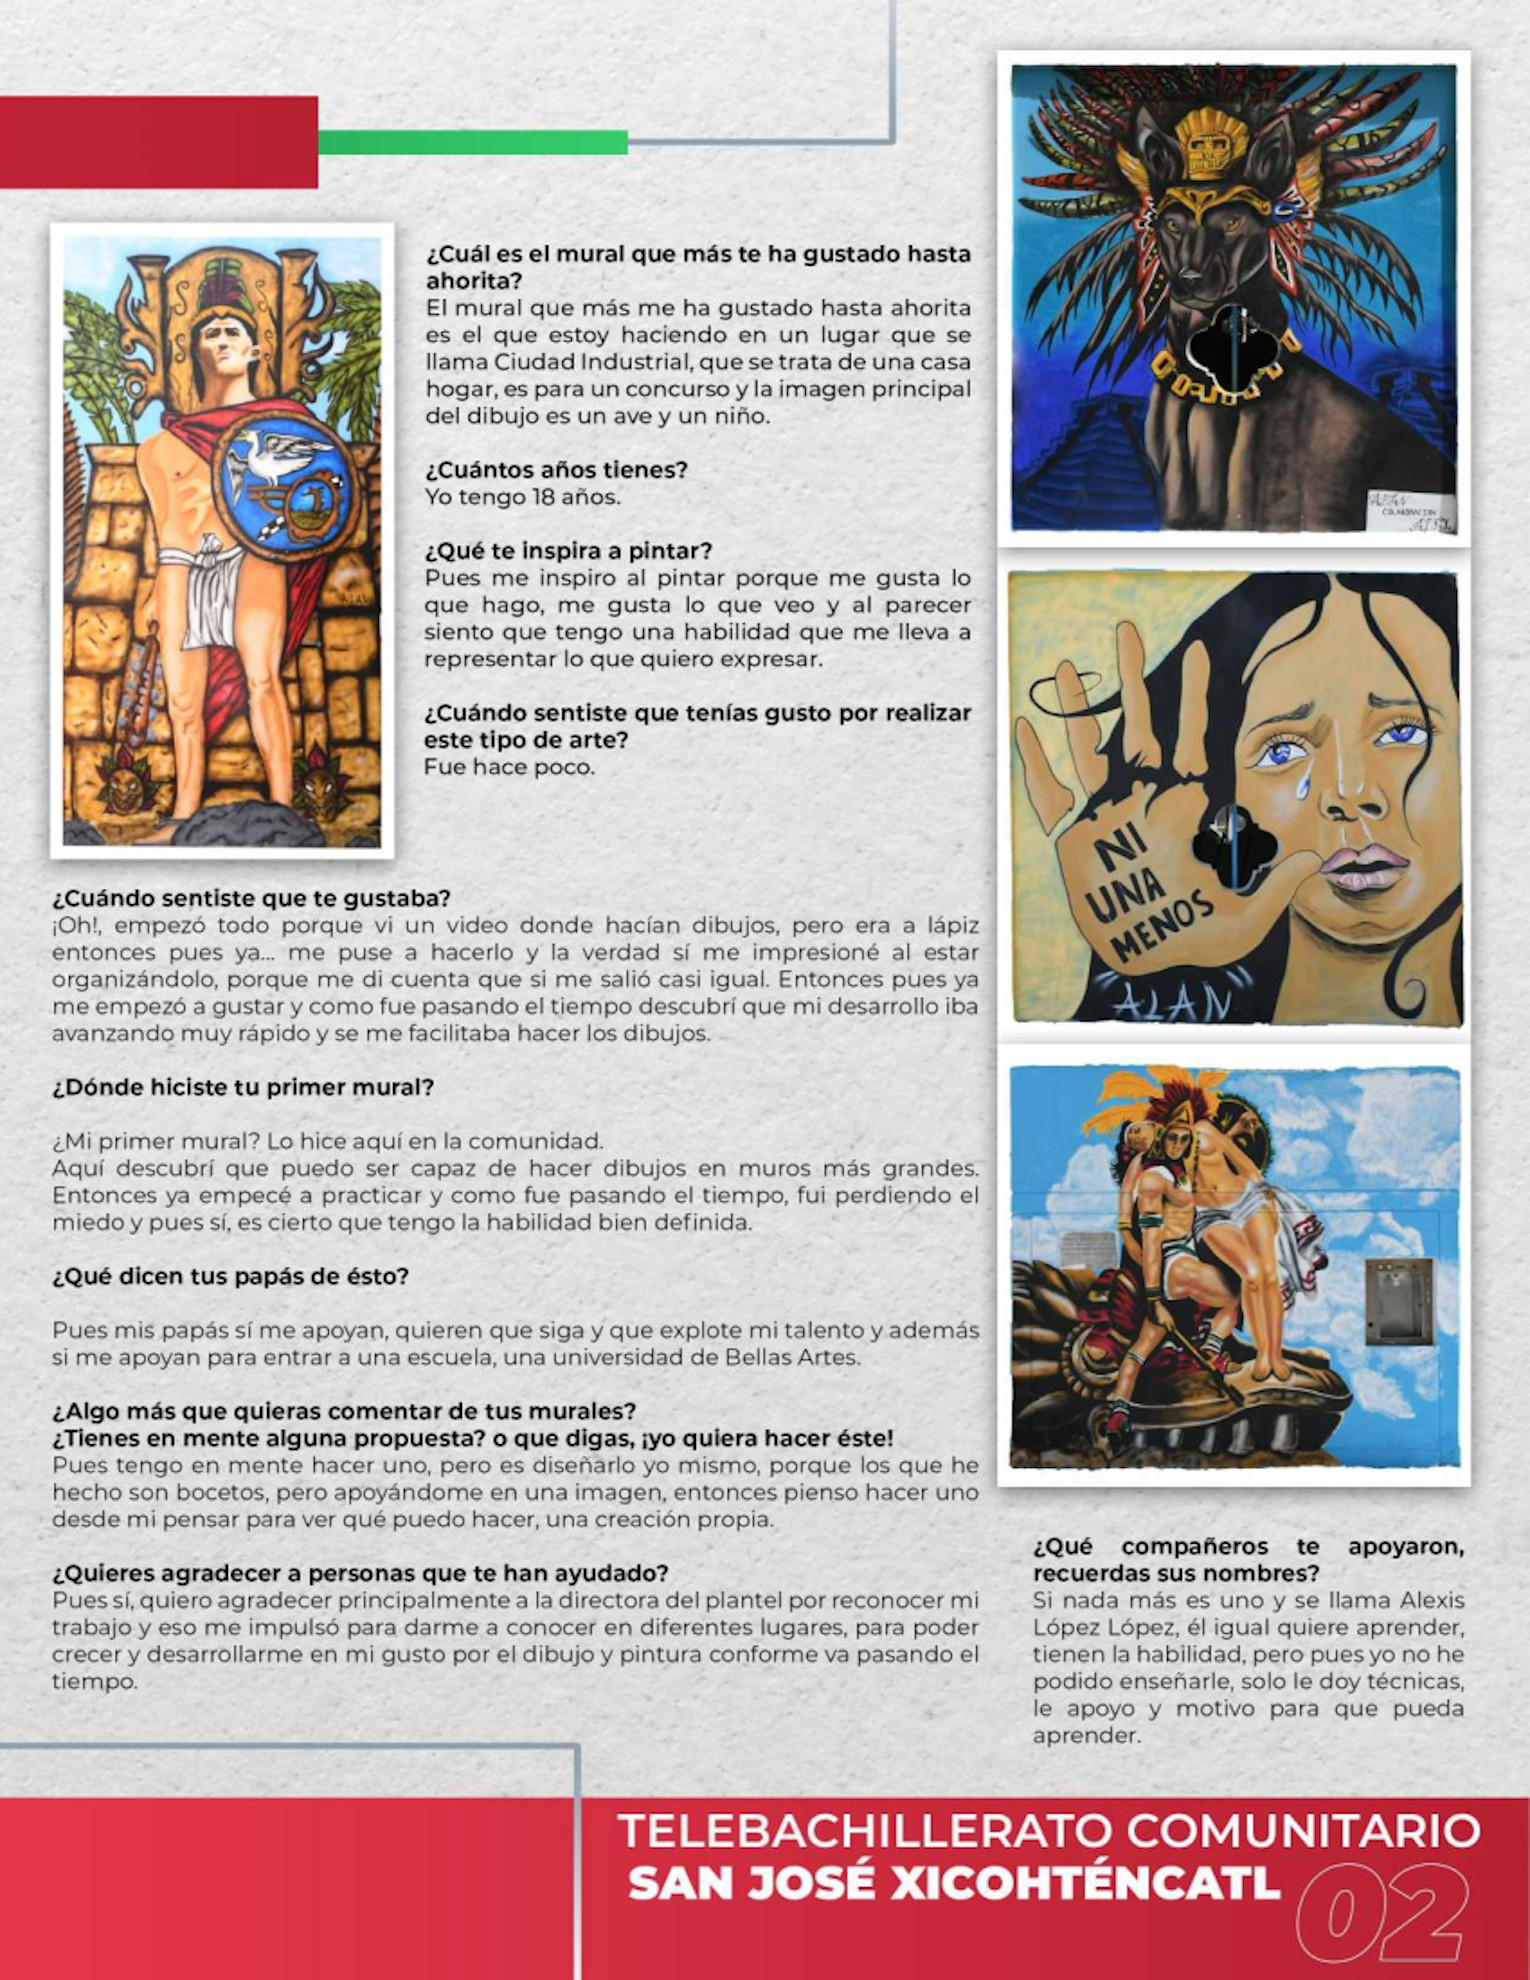 ¿Cuál es el mural que más te ha gustado hasta
ahorita?
El mural que más me ha gustado hasta ahorita
es el que estoy haciendo en un lugar que se
llama Ciudad Industrial, que se trata de una casa
hogar, es para un concurso y la imagen principal
del dibujo es un ave y un niño.
¿Cuántos años tienes?
Yo tengo 18 años.
¿Qué te inspira a pintar?
Pues me inspiro al pintar porque me gusta lo
que hago, me gusta lo que veo y al parecer
siento que tengo una habilidad que me lleva a
representar lo que quiero expresar.
¿Cuándo sentiste que tenías gusto por realizar
este tipo de arte?
Fue hace poco.
¿Cuándo sentiste que te gustaba?
¡Oh!, empezó todo porque vi un video donde hacían dibujos, pero era a lápiz
entonces pues ya... me puse a hacerlo y la verdad sí me impresioné al estar
organizándolo, porque me di cuenta que si me salió casi igual. Entonces pues ya
me empezó a gustar y como fue pasando el tiempo descubrí que mi desarrollo iba
avanzando muy rápido y se me facilitaba hacer los dibujos.
¿Dónde hiciste tu primer mural?
¿Mi primer mural? Lo hice aquí en la comunidad.
Aquí descubrí que puedo ser capaz de hacer dibujos en muros más grandes.
Entonces ya empecé a practicar y como fue pasando el tiempo, fui perdiendo el
miedo y pues sí, es cierto que tengo la habilidad bien definida.
¿Qué dicen tus papás de ésto?
Pues mis papás sí me apoyan, quieren que siga y que explote mi talento y además
si me apoyan para entrar a una escuela, una universidad de Bellas Artes.
¿Algo más que quieras comentar de tus murales?
¿Tienes en mente alguna propuesta? o que digas, ¡yo quiera hacer éste!
Pues tengo en mente hacer uno, pero es diseñarlo yo mismo, porque los que he
hecho son bocetos, pero apoyándome en una imagen, entonces pienso hacer uno
desde mi pensar para ver qué puedo hacer, una creación propia.
¿Quieres agradecer a personas que te han ayudado?
Pues sí, quiero agradecer principalmente a la directora del plantel por reconocer mi
trabajo y eso me impulsó para darme a conocer en diferentes lugares, para poder
crecer y desarrollarme en mi gusto por el dibujo y pintura conforme va pasando el
tiempo.
ALAN
COLABORACION
NI
UNA
MENOS
"ALAN"
¿Qué compañeros te apoyaron,
recuerdas sus nombres?
Si nada más es uno y se llama Alexis
López López, él igual quiere aprender,
tienen la habilidad, pero pues yo no he
podido enseñarle, solo le doy técnicas,
le apoyo y motivo para que pueda
aprender.
TELEBACHILLERATO COMUNITARIO
SAN JOSÉ XICOHTÉNCATL
02